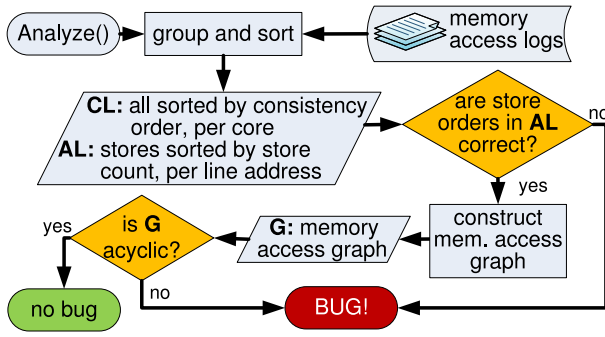 Analyze()
group and sort
memory
access logs
CL: all sorted by consistency
order, per core
AL: stores sorted by store
count, per line address
are store
orders in AL
correct?
no
yes
construct
mem. access
graph
G: memory
access graph
is G
acyclic?
yes
no
no bug
BUG!